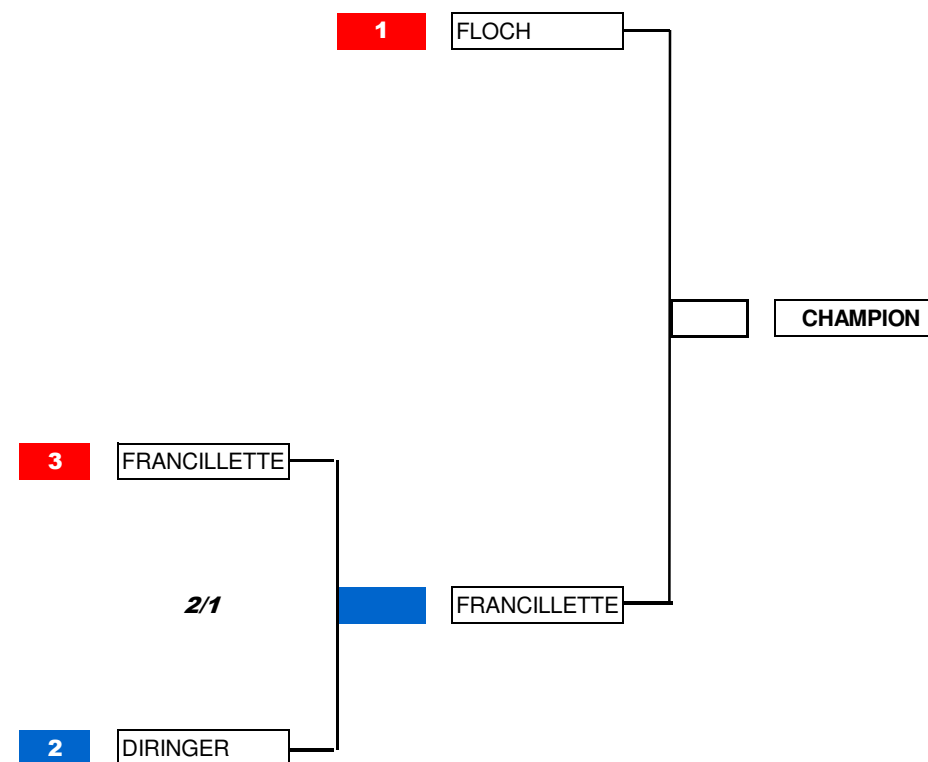 1 FLOCH
CHAMPION
3 FRANCILLETTE
2/1 FRANCILLETTE
2 DIRINGER